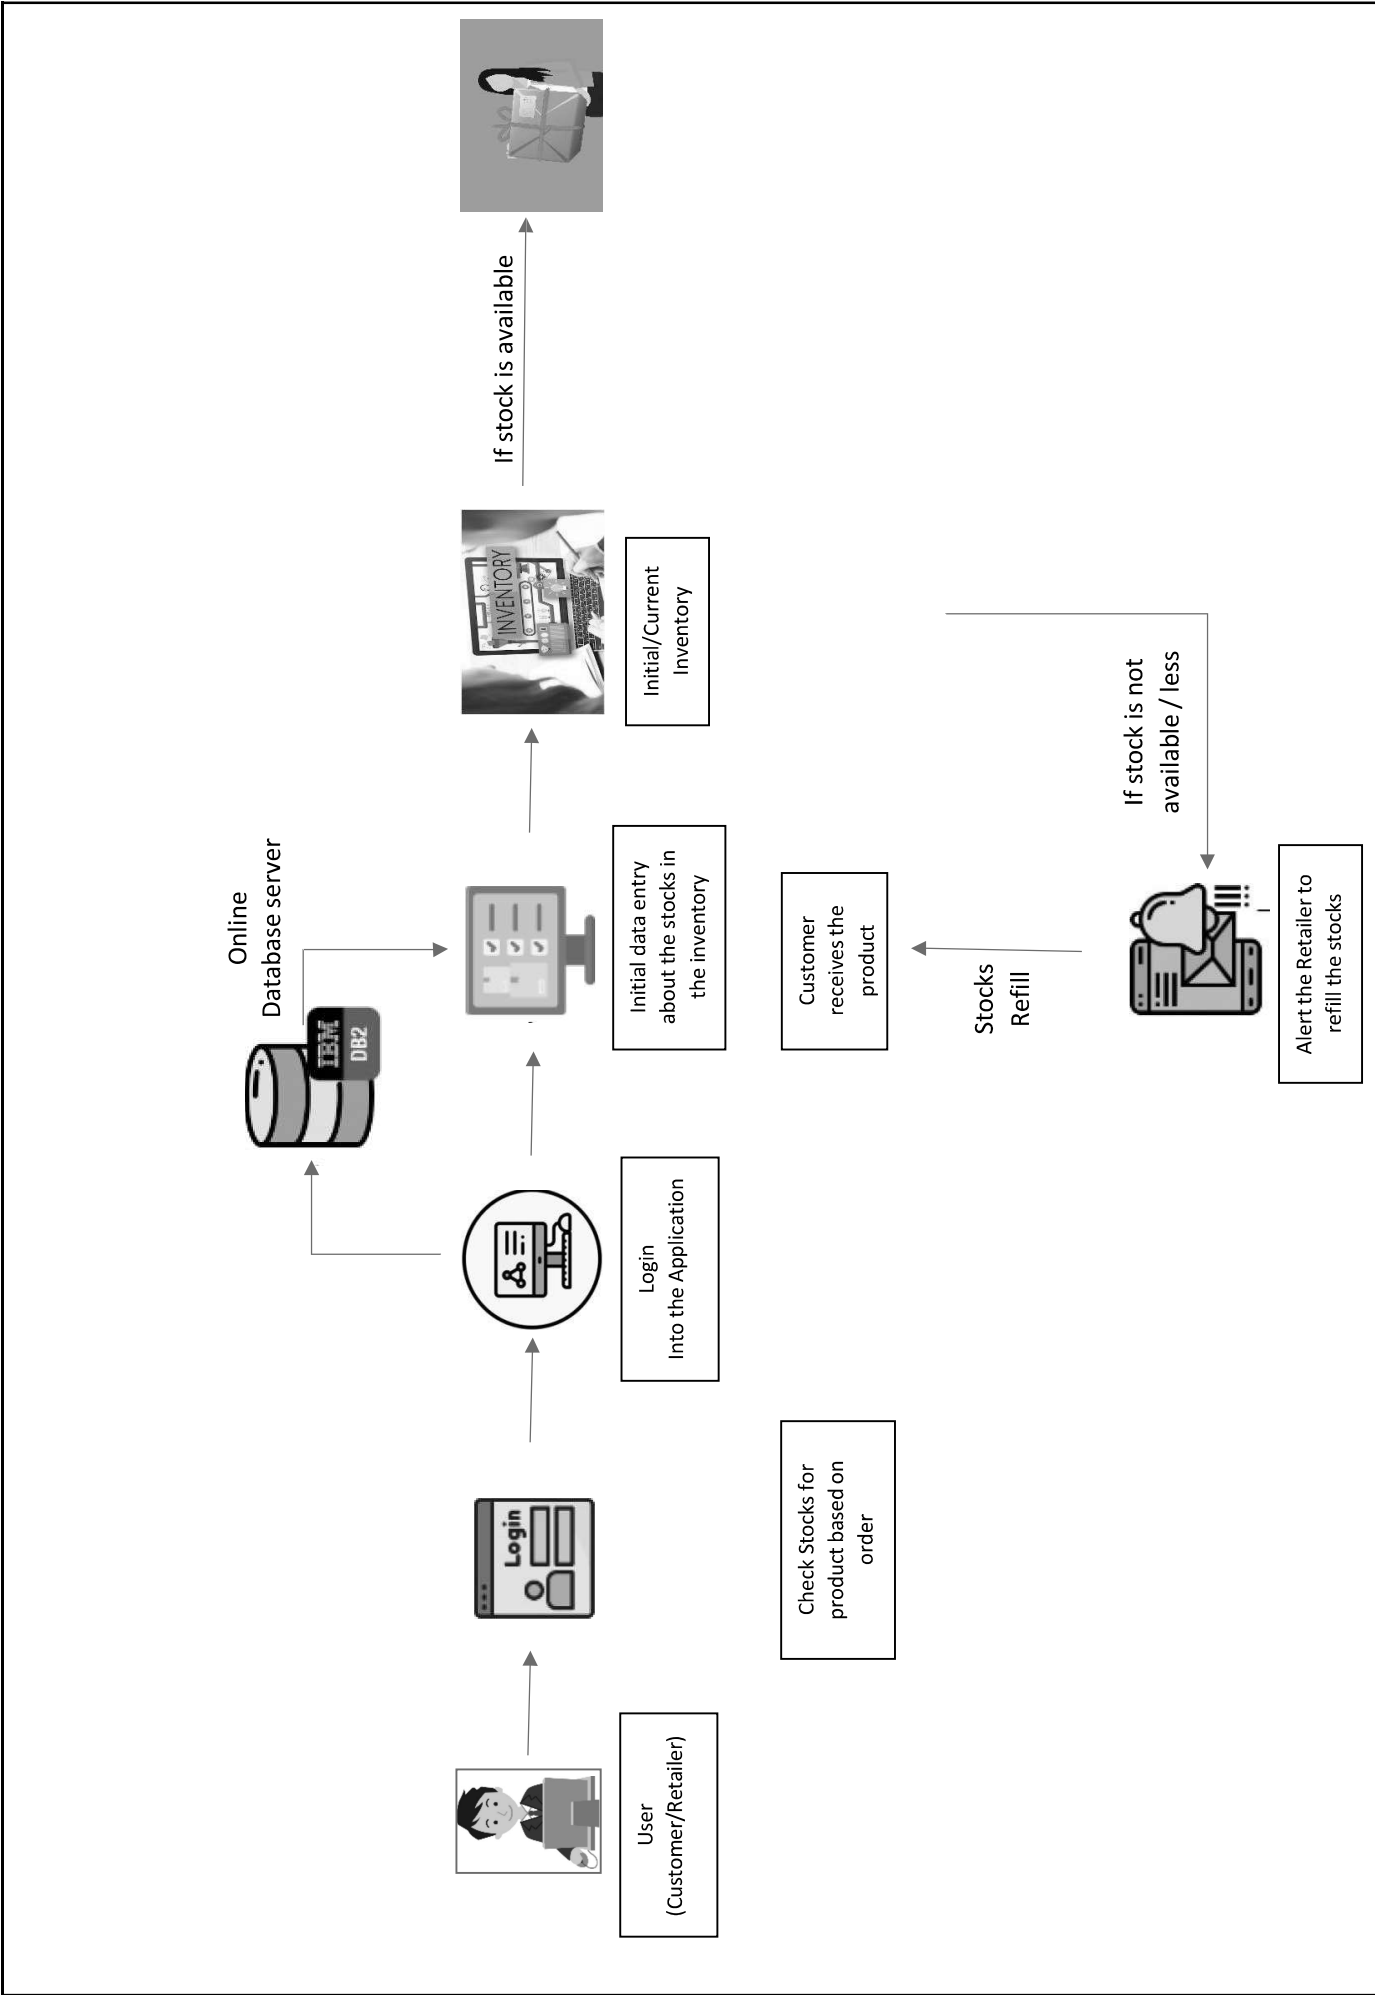 Online
Database server
IBM
DB2
Login
INVENTORY
If stock is available
User
(Customer/Retailer)
Login
Into the Application
Initial data entry
about the stocks in
the inventory
Initial/Current
Inventory
Check Stocks for
product based on
order
Customer
receives the
product
Stocks
Refill
If stock is not
available / less
Alert the Retailer to
refill the stocks